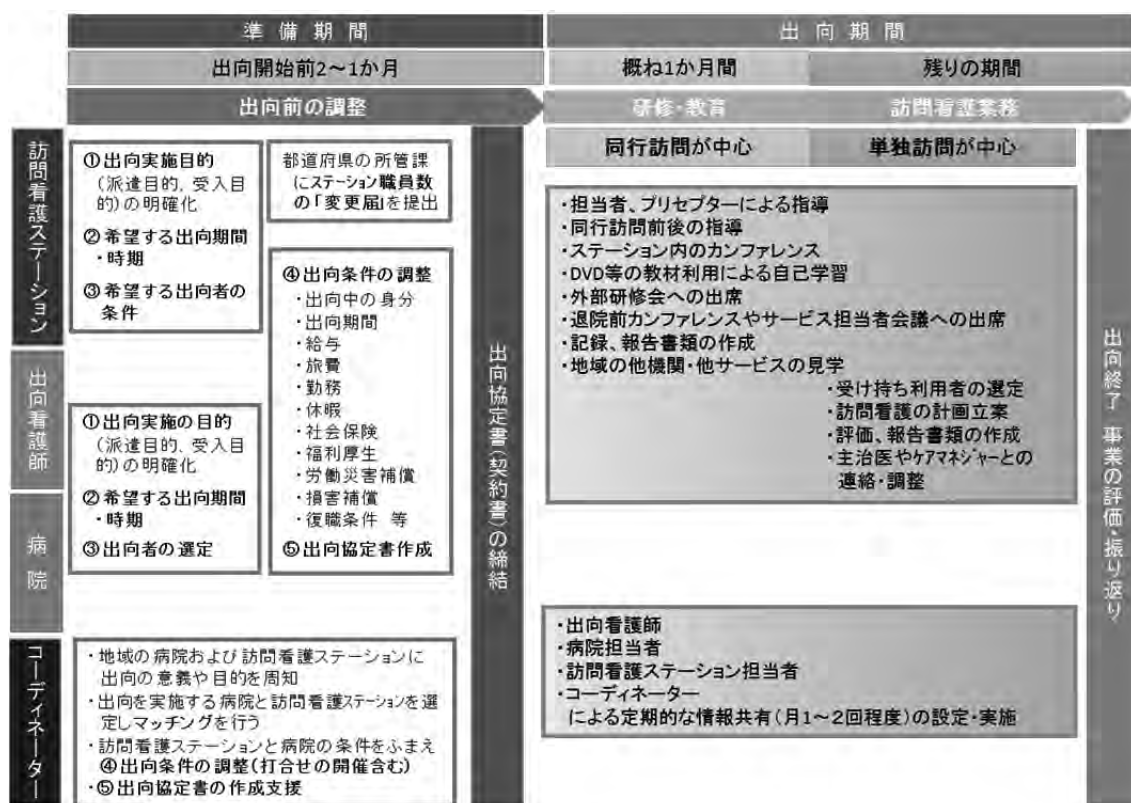 準備期間
出向期間
出向開始前2～1か月
概ね1か月間
残りの期間
出向前の調整
研修・教育
訪問看護業務
同行訪問が中心
単独訪問が中心
訪問看護ステーション
出向看護師
病院
コーディネーター
①出向実施目的
（派遣目的、受入目
的）の明確化
②希望する出向期間
・時期
③希望する出向者の
条件
都道府県の所管課
にステーション職員数
の「変更届」を提出
①出向実施の目的
（派遣目的、受入目
的）の明確化
②希望する出向期間
・時期
③出向者の選定
④出向条件の調整
・出向中の身分
・出向期間
・給与
・旅費
・勤務
・休暇
・社会保険
・福利厚生
・労働災害補償
・損害補償
・復職条件 等
⑤出向協定書作成
・地域の病院および訪問看護ステーションに
出向の意義や目的を周知
・出向を実施する病院と訪問看護ステーションを選
定しマッチングを行う
・訪問看護ステーションと病院の条件をふまえ
④出向条件の調整(打合せの開催含む)
・⑤出向協定書の作成支援
出向協定書(契約書)の締結
・担当者、プリセプターによる指導
・同行訪問前後の指導
・ステーション内のカンファレンス
・DVD等の教材利用による自己学習
・外部研修会への出席
・退院前カンファレンスやサービス担当者会議への出席
・記録、報告書類の作成
・地域の他機関・他サービスの見学
・受け持ち利用者の選定
・訪問看護の計画立案
・評価、報告書類の作成
・主治医やケアマネジャーとの
連絡・調整
・出向看護師
・病院担当者
・訪問看護ステーション担当者
・コーディネーター
による定期的な情報共有(月1～2回程度)の設定・実施
出向終了 事業の評価・振り返り